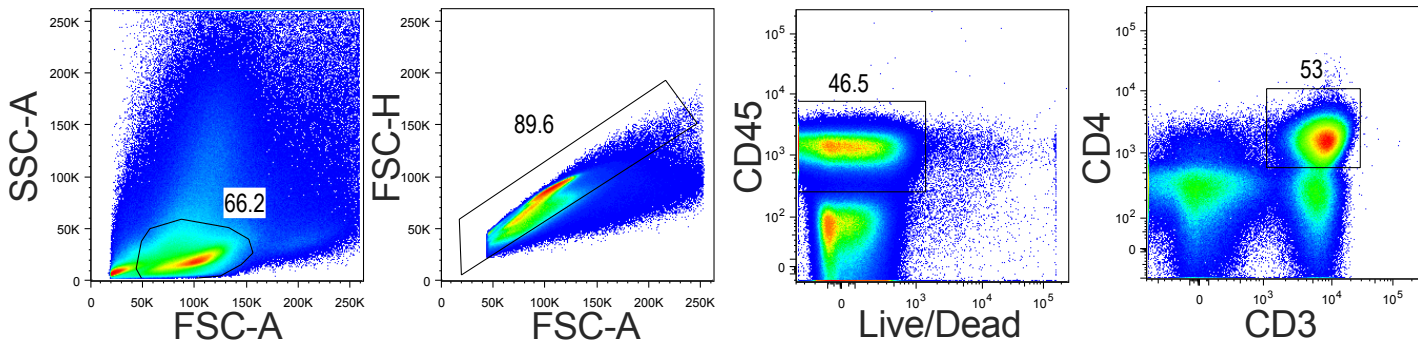 SSC-A
250K
200K
150K
100K
50K
0
66.2
0 50K 100K 150K 200K 250K
FSC-A
FSC-H
250K
200K
150K
100K
50K
0
89.6
0 50K 100K 150K 200K 250K
FSC-A
CD45
10^5
10^4
10^3
10^2
0
46.5
0 10^3 10^4 10^5
Live/Dead
CD4
10^5
10^4
10^3
10^2
0
53
0 10^3 10^4 10^5
CD3